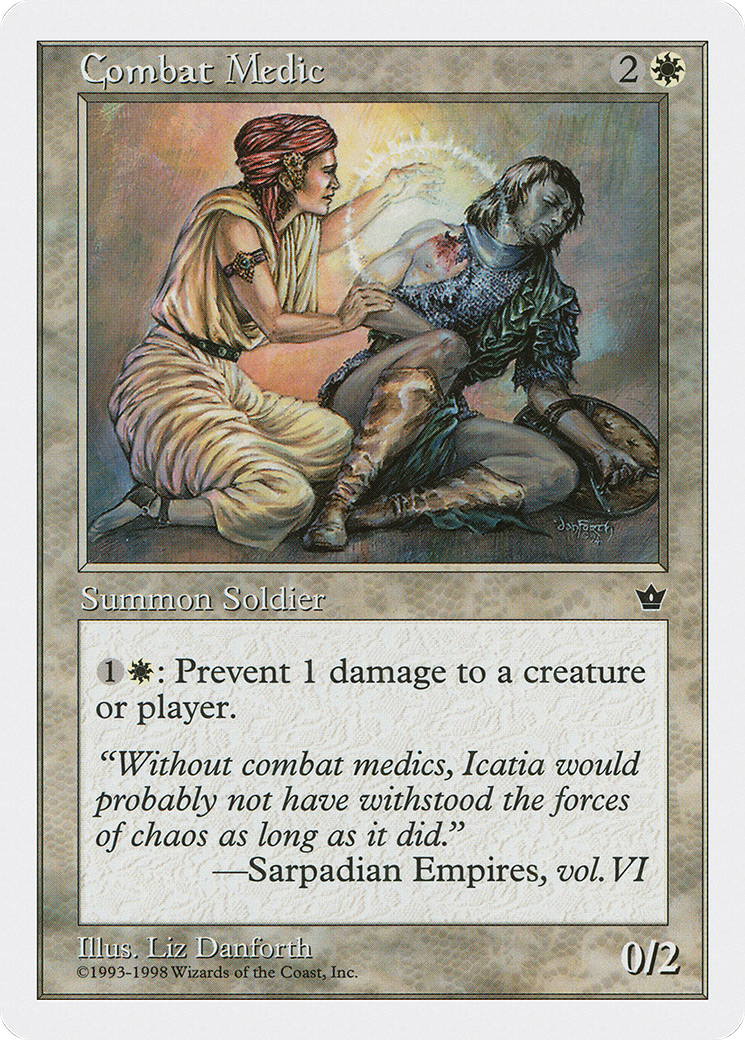 Combat Medic
2
1 : Prevent 1 damage to a creature
or player.
“Without combat medics, Icatia would
probably not have withstood the forces
of chaos as long as it did.”
—Sarpadian Empires, vol. VI
Summon Soldier
danforth
94
Illus. Liz Danforth
©1993-1998 Wizards of the Coast, Inc.
0/2